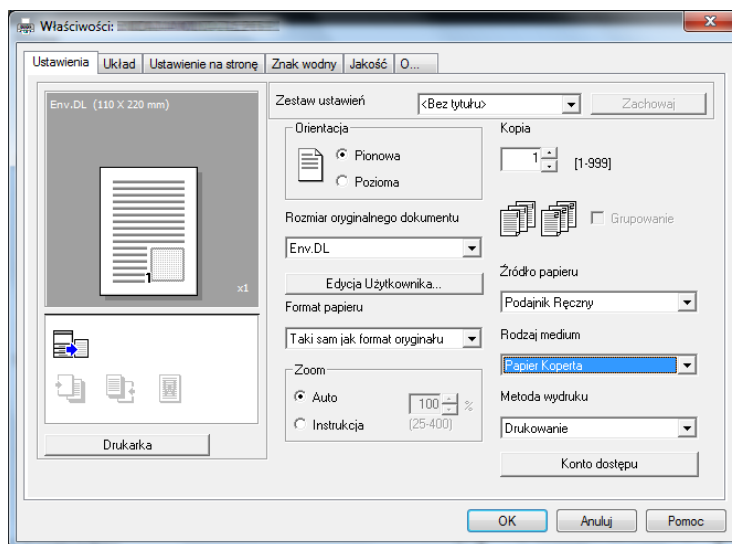 Właściwości:
Ustawienia Układ Ustawienie na stronę Znak wodny Jakość O...
Env.DL (110 X 220 mm)
1
x1
Drukarka
Zestaw ustawień <Bez tytułu> Zachowaj
Orientacja
Pionowa
Pozioma
Rozmiar oryginalnego dokumentu
Env.DL
Edycja Użytkownika...
Format papieru
Taki sam jak format oryginału
Zoom
Auto
Instrukcja
100 %
(25-400)
Kopia
1 [1-999]
Grupowanie
Źródło papieru
Podajnik Ręczny
Rodzaj medium
Papier Koperta
Metoda wydruku
Drukowanie
Konto dostępu
OK Anuluj Pomoc